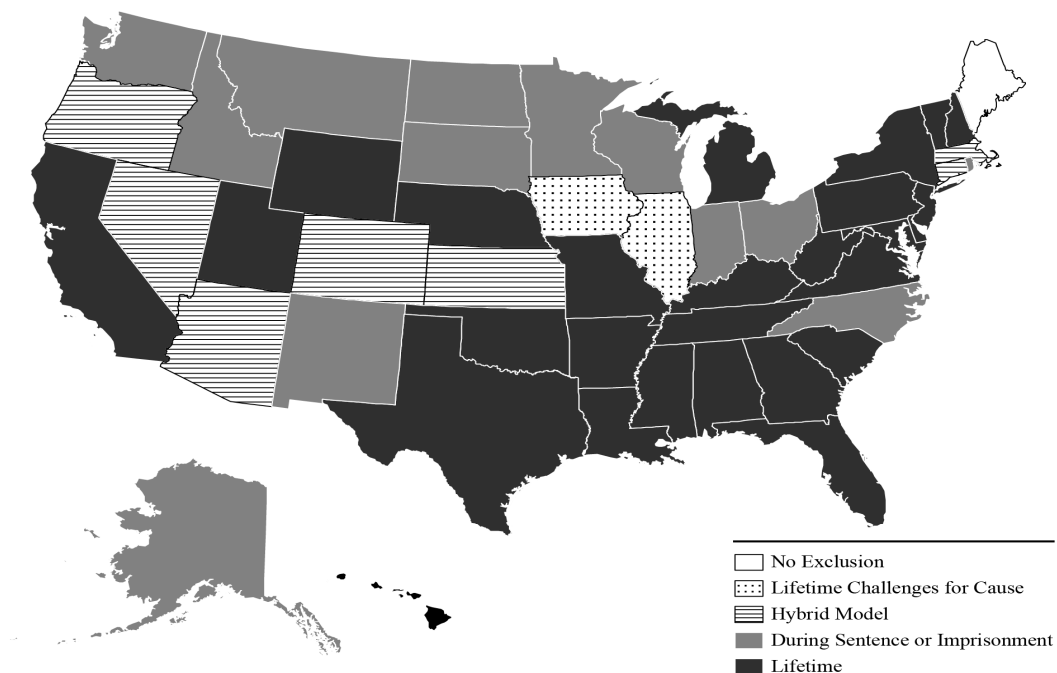 No Exclusion
Lifetime Challenges for Cause
Hybrid Model
During Sentence or Imprisonment
Lifetime